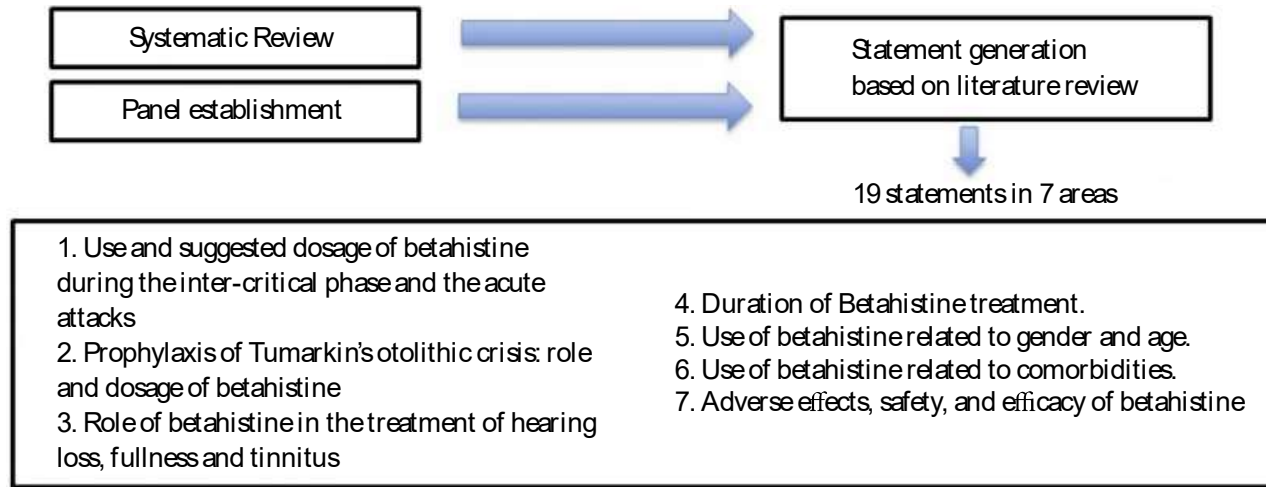 Systematic Review
Panel establishment
Statement generation
based on literature review
19 statements in 7 areas
1. Use and suggested dosage of betahistine
during the inter-critical phase and the acute
attacks
2. Prophylaxis of Tumarkin’s otolithic crisis: role
and dosage of betahistine
3. Role of betahistine in the treatment of hearing
loss, fullness and tinnitus
4. Duration of Betahistine treatment.
5. Use of betahistine related to gender and age.
6. Use of betahistine related to comorbidities.
7. Adverse effects, safety, and efficacy of betahistine